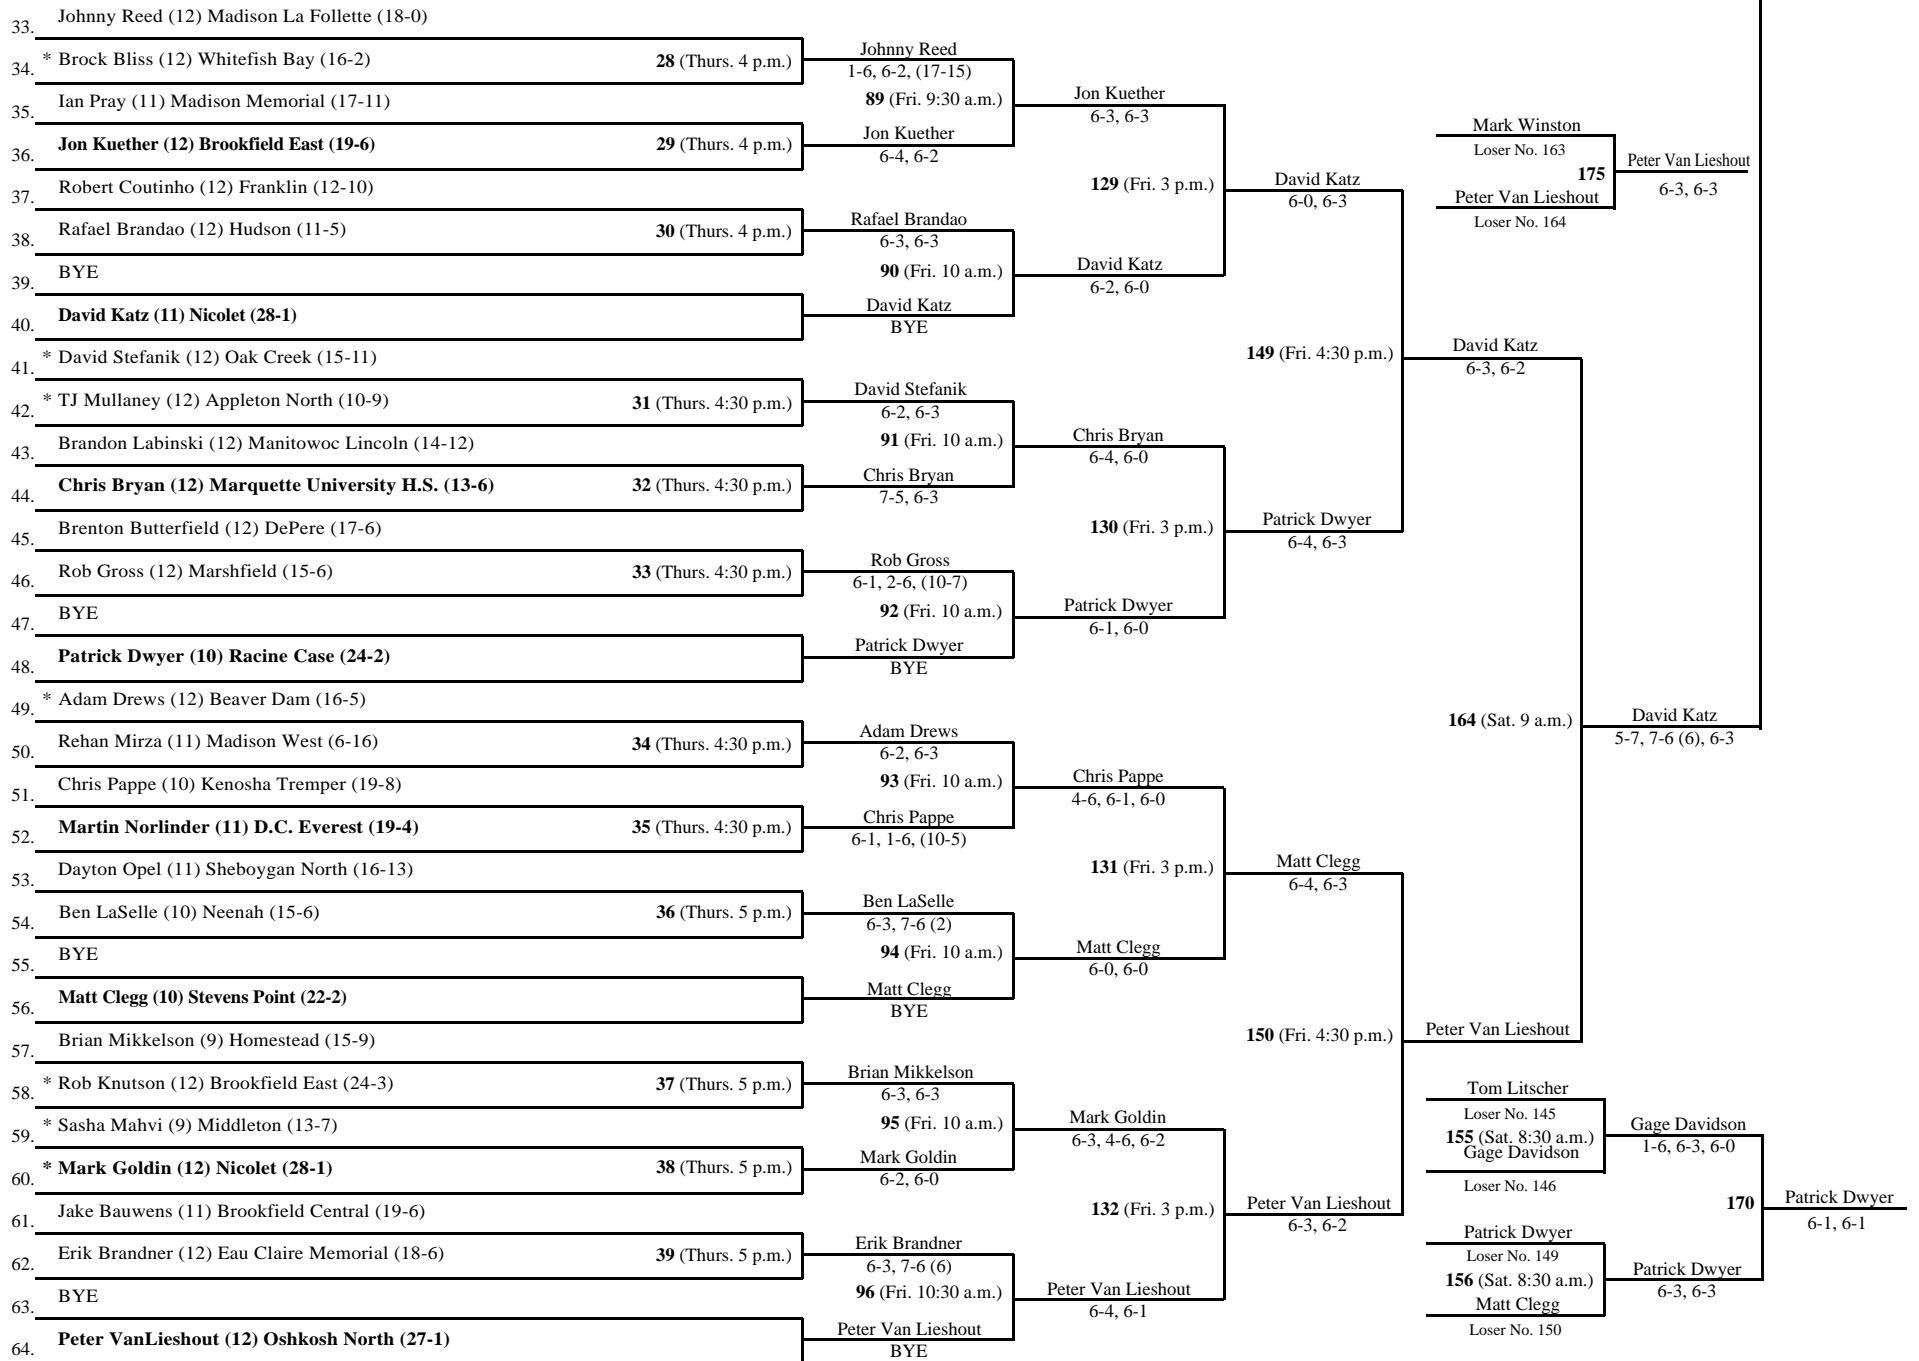 33. Johnny Reed (12) Madison La Follette (18-0)
34. * Brock Bliss (12) Whitefish Bay (16-2) 28 (Thurs. 4 p.m.)
35. Ian Pray (11) Madison Memorial (17-11)
36. Jon Kuether (12) Brookfield East (19-6) 29 (Thurs. 4 p.m.)
37. Robert Coutinho (12) Franklin (12-10)
38. Rafael Brandao (12) Hudson (11-5) 30 (Thurs. 4 p.m.)
39. BYE
40. David Katz (11) Nicolet (28-1)
41. * David Stefanik (12) Oak Creek (15-11)
42. * TJ Mullaney (12) Appleton North (10-9) 31 (Thurs. 4:30 p.m.)
43. Brandon Labinski (12) Manitowoc Lincoln (14-12)
44. Chris Bryan (12) Marquette University H.S. (13-6) 32 (Thurs. 4:30 p.m.)
45. Brenton Butterfield (12) DePere (17-6)
46. Rob Gross (12) Marshfield (15-6) 33 (Thurs. 4:30 p.m.)
47. BYE
48. Patrick Dwyer (10) Racine Case (24-2)
49. * Adam Drews (12) Beaver Dam (16-5)
50. Rehan Mirza (11) Madison West (6-16) 34 (Thurs. 4:30 p.m.)
51. Chris Pappe (10) Kenosha Tremper (19-8)
52. Martin Norlinder (11) D.C. Everest (19-4) 35 (Thurs. 4:30 p.m.)
53. Dayton Opel (11) Sheboygan North (16-13)
54. Ben LaSelle (10) Neenah (15-6) 36 (Thurs. 5 p.m.)
55. BYE
56. Matt Clegg (10) Stevens Point (22-2)
57. Brian Mikkelson (9) Homestead (15-9)
58. * Rob Knutson (12) Brookfield East (24-3) 37 (Thurs. 5 p.m.)
59. * Sasha Mahvi (9) Middleton (13-7)
60. * Mark Goldin (12) Nicolet (28-1) 38 (Thurs. 5 p.m.)
61. Jake Bauwens (11) Brookfield Central (19-6)
62. Erik Brandner (12) Eau Claire Memorial (18-6) 39 (Thurs. 5 p.m.)
63. BYE
64. Peter VanLieshout (12) Oshkosh North (27-1)
Johnny Reed
1-6, 6-2, (17-15)
89 (Fri. 9:30 a.m.)
Jon Kuether
6-4, 6-2
Rafael Brandao
6-3, 6-3
90 (Fri. 10 a.m.)
David Katz
BYE
David Stefanik
6-2, 6-3
91 (Fri. 10 a.m.)
Chris Bryan
7-5, 6-3
Rob Gross
6-1, 2-6, (10-7)
92 (Fri. 10 a.m.)
Patrick Dwyer
BYE
Adam Drews
6-2, 6-3
93 (Fri. 10 a.m.)
Chris Pappe
6-1, 1-6, (10-5)
Ben LaSelle
6-3, 7-6 (2)
94 (Fri. 10 a.m.)
Matt Clegg
BYE
Brian Mikkelson
6-3, 6-3
95 (Fri. 10 a.m.)
Mark Goldin
6-2, 6-0
Erik Brandner
6-3, 7-6 (6)
96 (Fri. 10:30 a.m.)
Peter Van Lieshout
BYE
Jon Kuether
6-3, 6-3
129 (Fri. 3 p.m.)
David Katz
6-2, 6-0
Chris Bryan
6-4, 6-0
130 (Fri. 3 p.m.)
Patrick Dwyer
6-1, 6-0
Chris Pappe
4-6, 6-1, 6-0
131 (Fri. 3 p.m.)
Matt Clegg
6-0, 6-0
Mark Goldin
6-3, 4-6, 6-2
132 (Fri. 3 p.m.)
Peter Van Lieshout
6-4, 6-1
David Katz
6-0, 6-3
149 (Fri. 4:30 p.m.)
Patrick Dwyer
6-4, 6-3
Matt Clegg
6-4, 6-3
150 (Fri. 4:30 p.m.)
Peter Van Lieshout
6-3, 6-2
David Katz
6-3, 6-2
164 (Sat. 9 a.m.)
Peter Van Lieshout
David Katz
5-7, 7-6 (6), 6-3
Mark Winston
Loser No. 163
175
Peter Van Lieshout
Loser No. 164
Peter Van Lieshout
6-3, 6-3
Tom Litscher
Loser No. 145
155 (Sat. 8:30 a.m.)
Gage Davidson
Loser No. 146
Gage Davidson
1-6, 6-3, 6-0
170
Patrick Dwyer
Loser No. 149
156 (Sat. 8:30 a.m.)
Matt Clegg
Loser No. 150
Patrick Dwyer
6-3, 6-3
Patrick Dwyer
6-1, 6-1